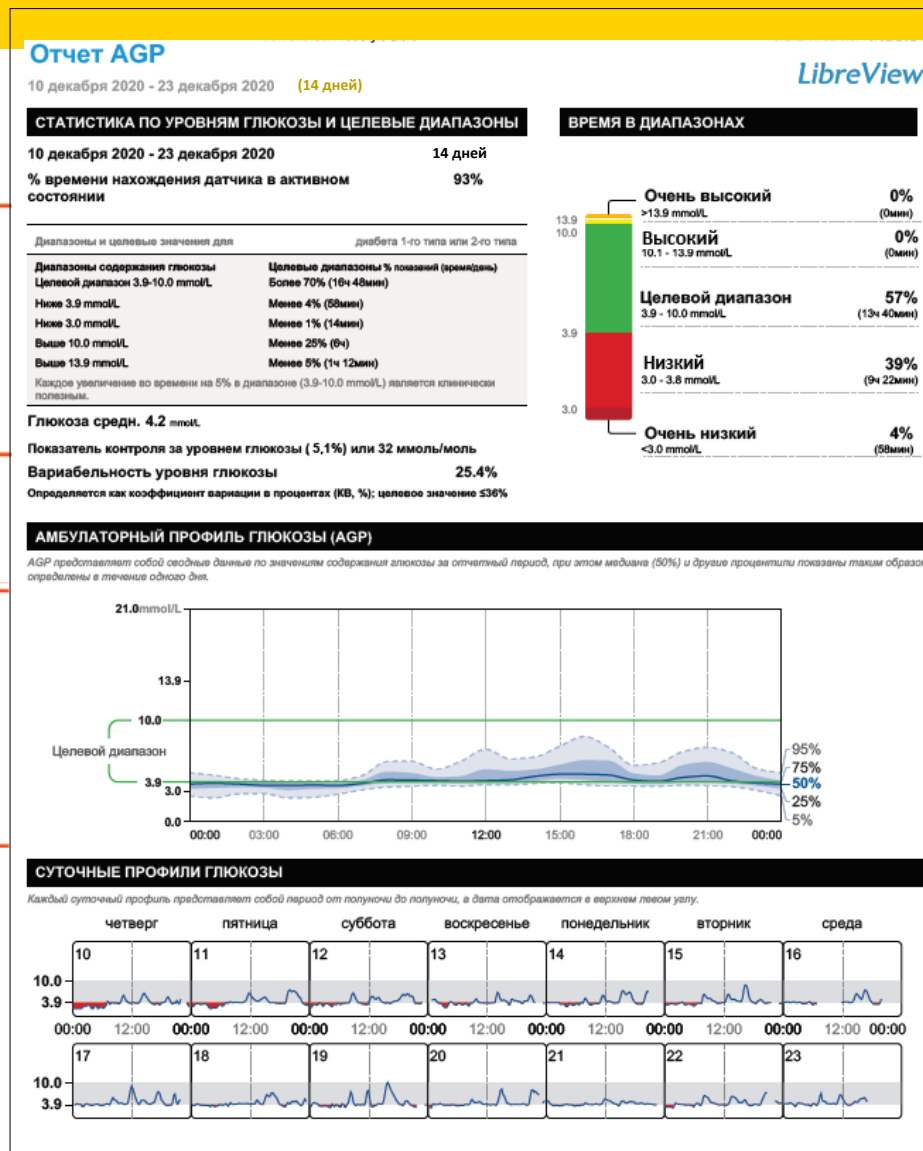 Отчет AGP
10 декабря 2020 - 23 декабря 2020 (14 дней)
LibreView
СТАТИСТИКА ПО УРОВНЯМ ГЛЮКОЗЫ И ЦЕЛЕВЫЕ ДИАПАЗОНЫ
10 декабря 2020 - 23 декабря 2020 14 дней
% времени нахождения датчика в активном 93%
состоянии
Диапазоны и целевые значения для диабета 1-го типа или 2-го типа
Диапазоны содержания глюкозы Целевые диапазоны % показаний (время/день)
Целевой диапазон 3.9-10.0 mmol/L Более 70% (16ч 48мин)
Ниже 3.9 mmol/L Менее 4% (58мин)
Ниже 3.0 mmol/L Менее 1% (14мин)
Выше 10.0 mmol/L Менее 25% (6ч)
Выше 13.9 mmol/L Менее 5% (1ч 12мин)
Каждое увеличение во времени на 5% в диапазоне (3.9-10.0 mmol/L) является клинически
полезным.
Глюкоза средн. 4.2 mmol/L
Показатель контроля за уровнем глюкозы ( 5,1%) или 32 ммоль/моль
Вариабельность уровня глюкозы 25.4%
Определяется как коэффициент вариации в процентах (КВ, %); целевое значение ≤36%
ВРЕМЯ В ДИАПАЗОНАХ
13.9
10.0
3.9
3.0
Очень высокий 0%
>13.9 mmol/L (0мин)
Высокий 0%
10.1 - 13.9 mmol/L (0мин)
Целевой диапазон 57%
3.9 - 10.0 mmol/L (13ч 40мин)
Низкий 39%
3.0 - 3.8 mmol/L (9ч 22мин)
Очень низкий 4%
<3.0 mmol/L (58мин)
АМБУЛАТОРНЫЙ ПРОФИЛЬ ГЛЮКОЗЫ (AGP)
AGP представляет собой сводные данные по значениям содержания глюкозы за отчетный период, при этом медиана (50%) и другие процентили показаны таким образо
определены в течение одного дня.
21.0 mmol/L
13.9
10.0
Целевой диапазон
3.9
3.0
0.0
95%
75%
50%
25%
5%
00:00 03:00 06:00 09:00 12:00 15:00 18:00 21:00 00:00
СУТОЧНЫЕ ПРОФИЛИ ГЛЮКОЗЫ
Каждый суточный профиль представляет собой период от полуночи до полуночи, а дата отображается в верхнем левом углу.
четверг пятница суббота воскресенье понедельник вторник среда
10 11 12 13 14 15 16
10.0
3.9
00:00 12:00 00:00 12:00 00:00 12:00 00:00 12:00 00:00 12:00 00:00 12:00 00:00 12:00 00:00
17 18 19 20 21 22 23
10.0
3.9